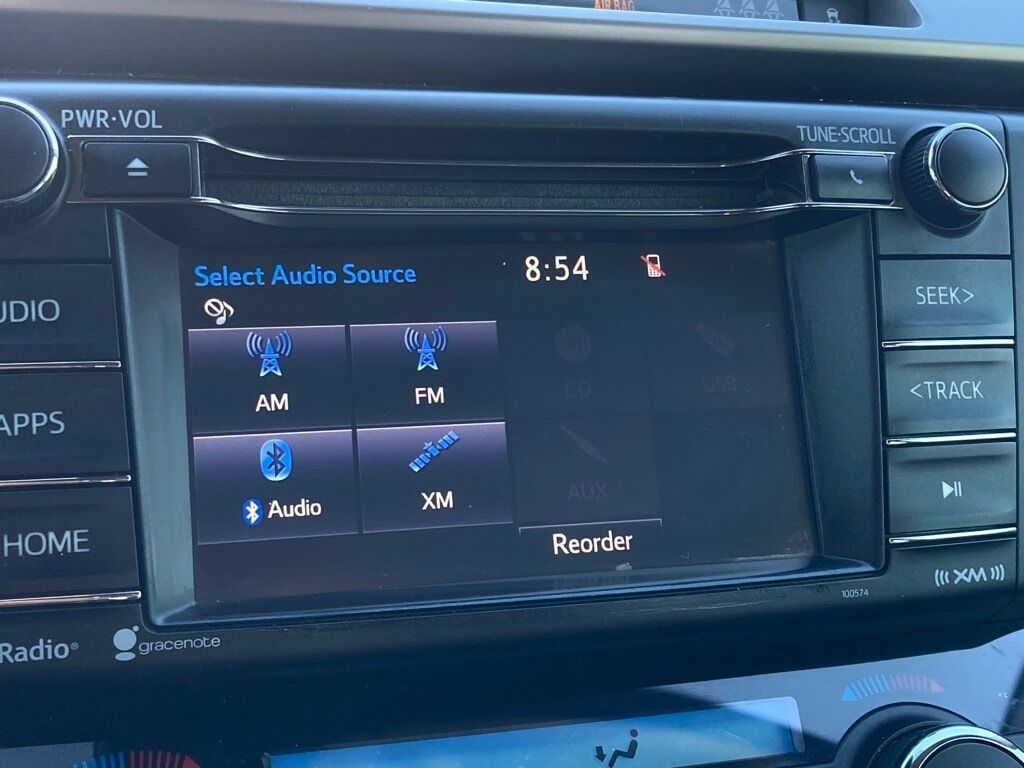 AIR BAG
PWR·VOL
TUNE·SCROLL
Select Audio Source
8:54
UDIO
SEEK>
AM
FM
CD
USB
<TRACK
APPS
Audio
XM
AUX
HOME
Reorder
((( XM )))
100574
Radio®
gracenote